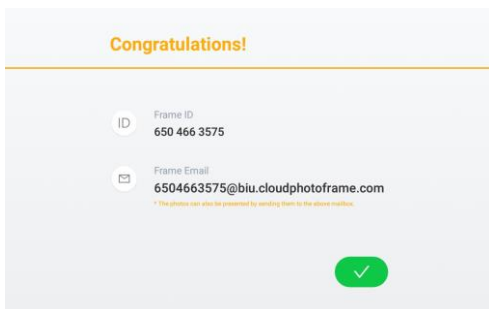 Congratulations!
ID
Frame ID
650 466 3575
Frame Email
6504663575@biu.cloudphotoframe.com
* The photos can also be presented by sending them to the above mailbox.